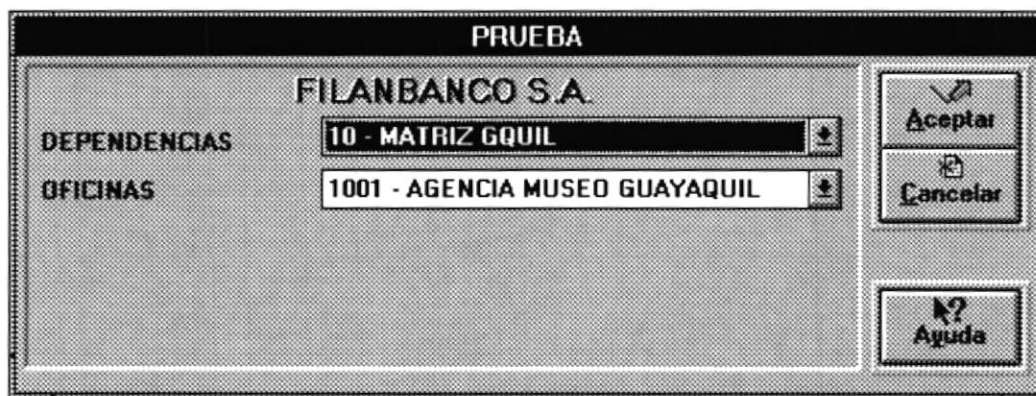 PRUEBA
FILANBANCO S.A.
DEPENDENCIAS
10 - MATRIZ GQUIL
OFICINAS
1001 - AGENCIA MUSEO GUAYAQUIL
Aceptar
Cancelar
Ayuda